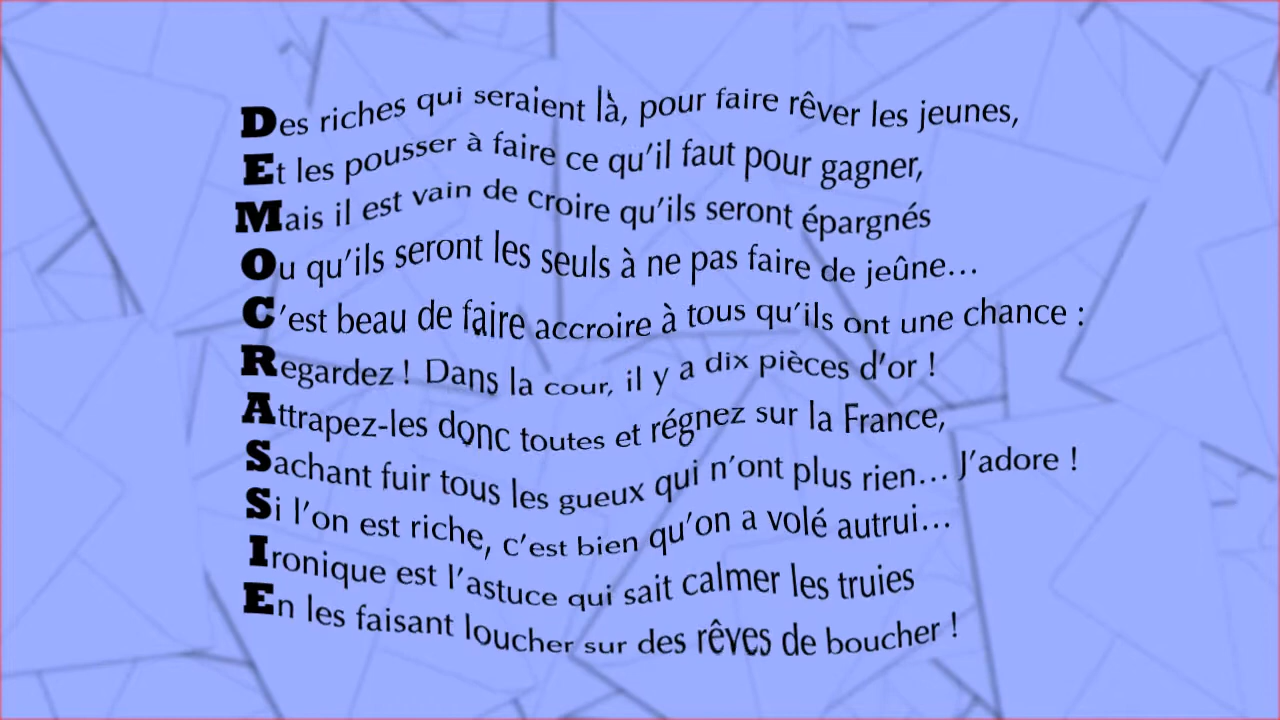 Des riches qui seraient là, pour faire rêver les jeunes,
Et les pousser à faire ce qu’il faut pour gagner,
Mais il est vain de croire qu’ils seront épargnés
Ou qu’ils seront les seuls à ne pas faire de jeûne…
C’est beau de faire accroire à tous qu’ils ont une chance :
Regardez ! Dans la cour, il y a dix pièces d’or !
Attrapez-les donc toutes et régnez sur la France,
Sachant fuir tous les gueux qui n’ont plus rien… J’adore !
Si l’on est riche, c’est bien qu’on a volé autrui…
Ironique est l’astuce qui sait calmer les truies
En les faisant loucher sur des rêves de boucher !